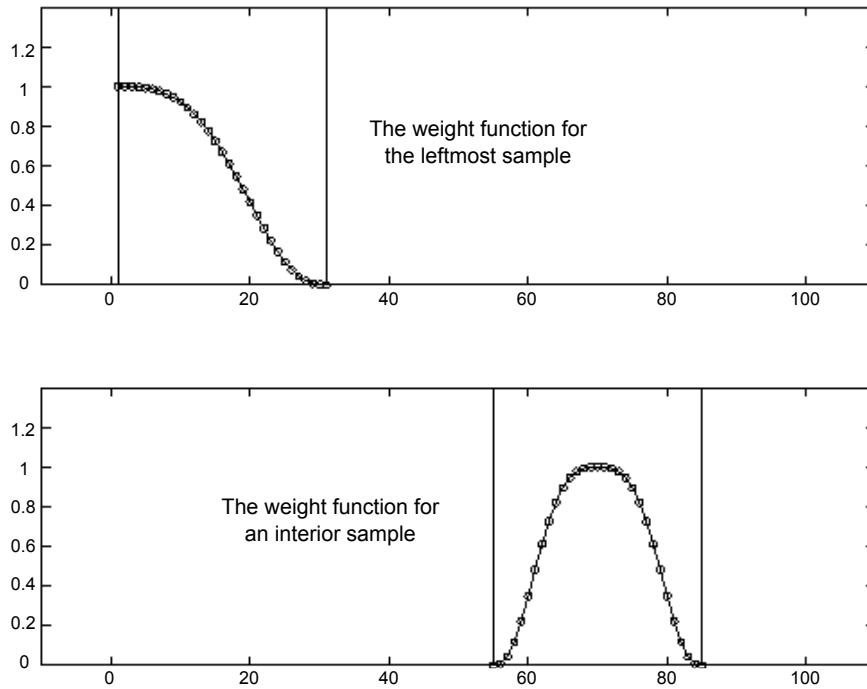 1.2
1
0.8
0.6
0.4
0.2
0
The weight function for
the leftmost sample
0 20 40 60 80 100
1.2
1
0.8
0.6
0.4
0.2
0
The weight function for
an interior sample
0 20 40 60 80 100